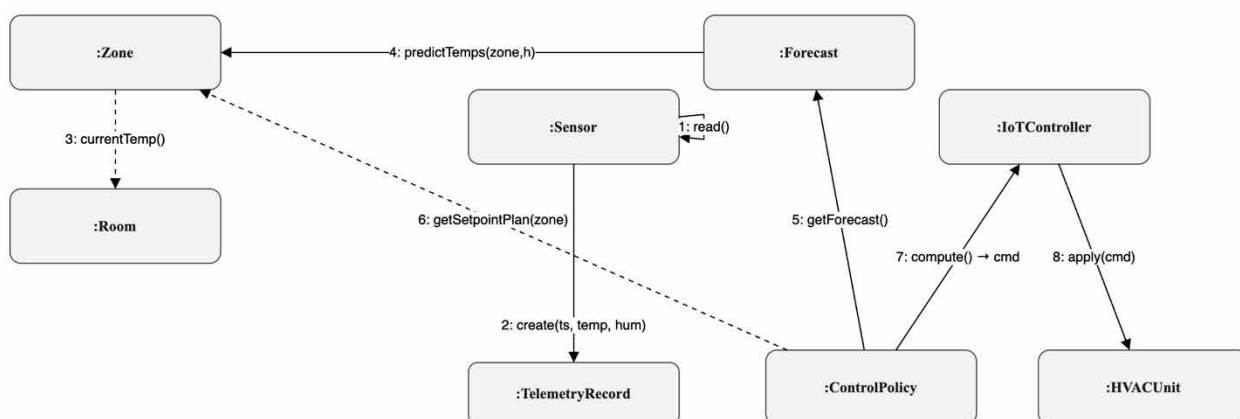 :Zone
4: predictTemps(zone,h)
:Forecast
:Sensor
1: read()
:IoTController
3: currentTemp()
:Room
6: getSetpointPlan(zone)
5: getForecast()
7: compute() → cmd
8: apply(cmd)
2: create(ts, temp, hum)
:TelemetryRecord
:ControlPolicy
:HVACUnit